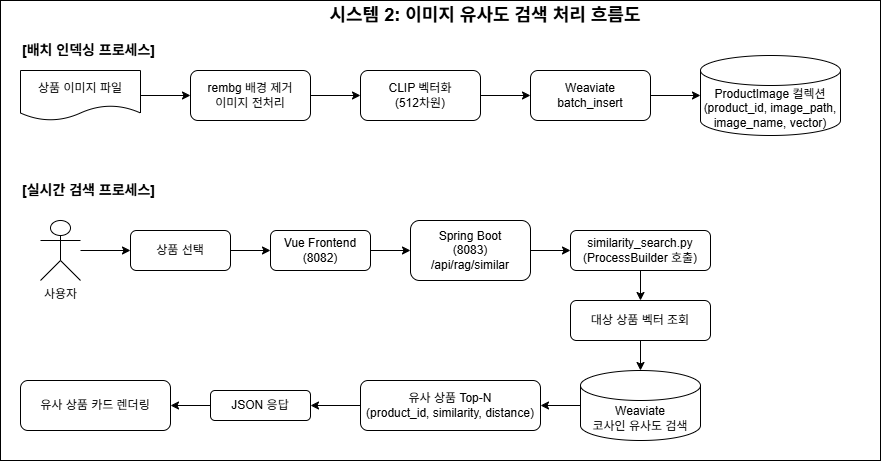 시스템 2: 이미지 유사도 검색 처리 흐름도
[배치 인덱싱 프로세스]
상품 이미지 파일
rembg 배경 제거
이미지 전처리
CLIP 벡터화
(512차원)
Weaviate
batch_insert
ProductImage 컬렉션
(product_id, image_path,
image_name, vector)
[실시간 검색 프로세스]
사용자
상품 선택
Vue Frontend
(8082)
Spring Boot
(8083)
/api/rag/similar
similarity_search.py
(ProcessBuilder 호출)
대상 상품 벡터 조회
Weaviate
코사인 유사도 검색
유사 상품 Top-N
(product_id, similarity, distance)
JSON 응답
유사 상품 카드 렌더링